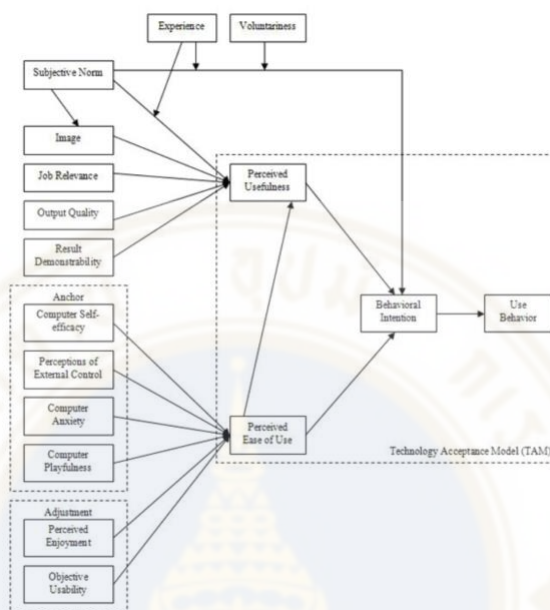 Experience
Voluntariness
Subjective Norm
Image
Job Relevance
Output Quality
Result
Demonstrability
Perceived
Usefulness
Anchor
Computer Self-
efficacy
Perceptions of
External Control
Computer
Anxiety
Computer
Playfulness
Behavioral
Intention
Use
Behavior
Perceived
Ease of Use
Technology Acceptance Model (TAM)
Adjustment
Perceived
Enjoyment
Objective
Usability